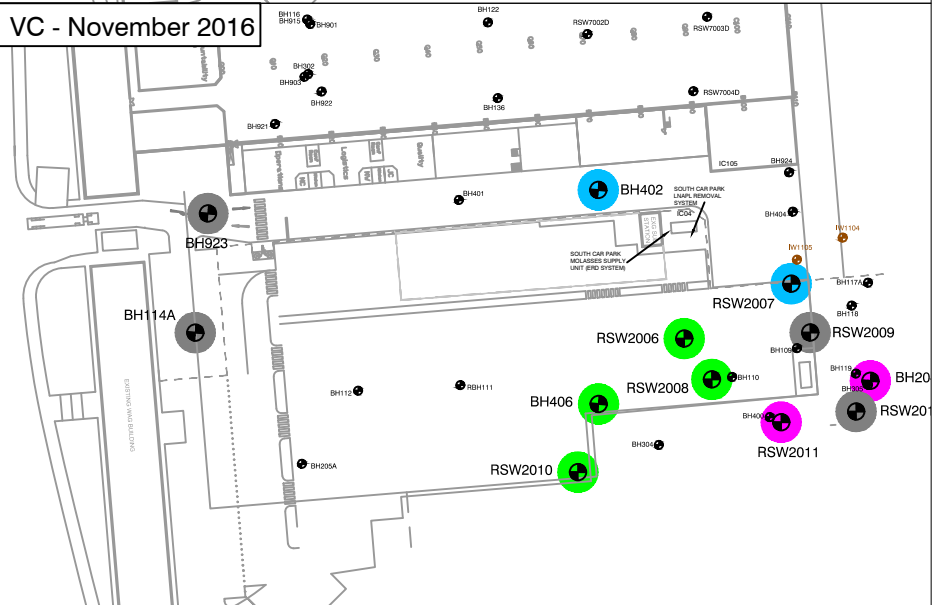 VC - November 2016
BH116
BH915
BH901
BH122
RSW7002D
RSW7003D
BH302
BH903
BH922
BH136
RSW7004D
BH921
Logistics
Quality
IC105
BH924
BH401
BH402
SOUTH CAR PARK
LNAPL REMOVAL
SYSTEM
IC04
BH404
BH923
IW1104
SOUTH CAR PARK
MOLASSES SUPPLY
UNIT (ERD SYSTEM)
IW1105
BH117A
RSW2007
BH118
BH114A
RSW2006
RSW2009
BH109
EXISTING WAD BUILDING
BH112
RBH111
RSW2008
BH110
BH119
BH20
BH406
BH400
RSW201
RSW2011
BH304
BH205A
RSW2010